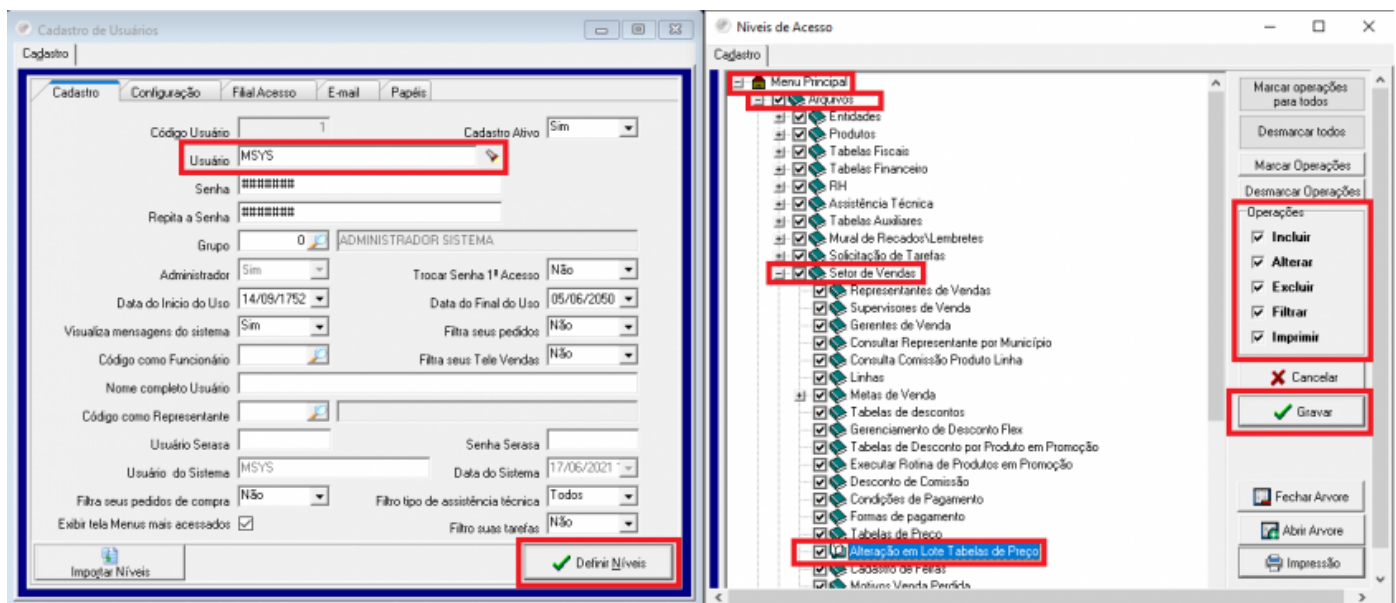 Cadastro de Usuários
Cadastro
Cadastro Configuração Filial Acesso E-mail Papéis
Código Usuário 1 Cadastro Ativo Sim
Usuário MSYS
Senha #######
Repita a Senha #######
Grupo 0 ADMINISTRADOR SISTEMA
Administrador Sim Trocar Senha 1º Acesso Não
Data do Inicio do Uso 14/09/1752 Data do Final do Uso 05/06/2050
Visualiza mensagens do sistema Sim Filtra seus pedidos Não
Código como Funcionário Filtra seus Tele Vendas Não
Nome completo Usuário
Código como Representante
Usuário Serasa Senha Serasa
Usuário do Sistema MSYS Data do Sistema 17/06/2021
Filtra seus pedidos de compra Não Filtro tipo de assistência técnica Todos
Exibir tela Menus mais acessados Filtro suas tarefas Não
Importar Níveis Definir Níveis
Niveis de Acesso
Cadastro
Menu Principal
Arquivos
Entidades
Produtos
Tabelas Fiscais
Tabelas Financeiro
RH
Assistência Técnica
Tabelas Auxiliares
Mural de Recados\Lembretes
Solicitação de Tarefas
Setor de Vendas
Representantes de Vendas
Supervisores de Venda
Gerentes de Venda
Consultar Representante por Município
Consulta Comissão Produto Linha
Linhas
Metas de Venda
Tabelas de descontos
Gerenciamento de Desconto Flex
Tabelas de Desconto por Produto em Promoção
Executar Rotina de Produtos em Promoção
Desconto de Comissão
Condições de Pagamento
Formas de pagamento
Tabelas de Preço
Alteração em Lote Tabelas de Preço
Cadastro de Feiras
Motivos Venda Perdida
Marcar operações
para todos
Desmarcar todos
Marcar Operações
Desmarcar Operações
Operações
Incluir
Alterar
Excluir
Filtrar
Imprimir
Cancelar
Gravar
Fechar Arvore
Abrir Arvore
Impressão